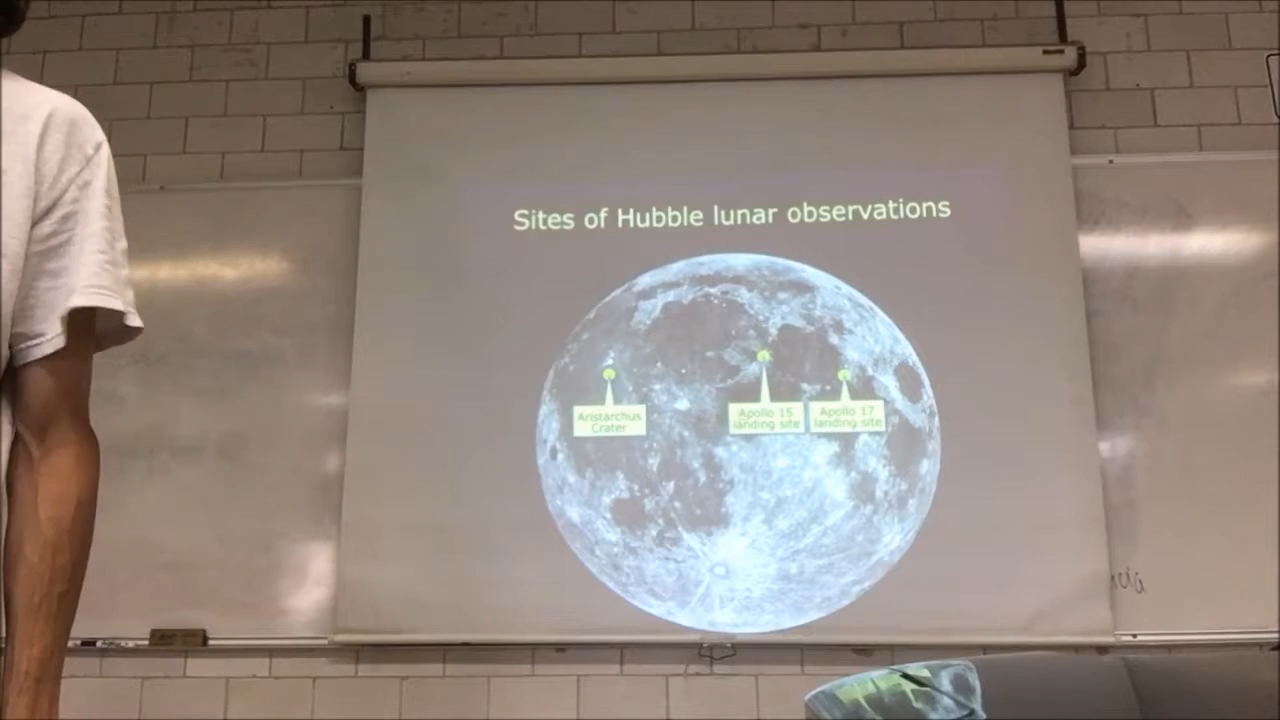 Sites of Hubble lunar observations
Aristarchus
Crater
Apollo 15
landing site
Apollo 17
landing site